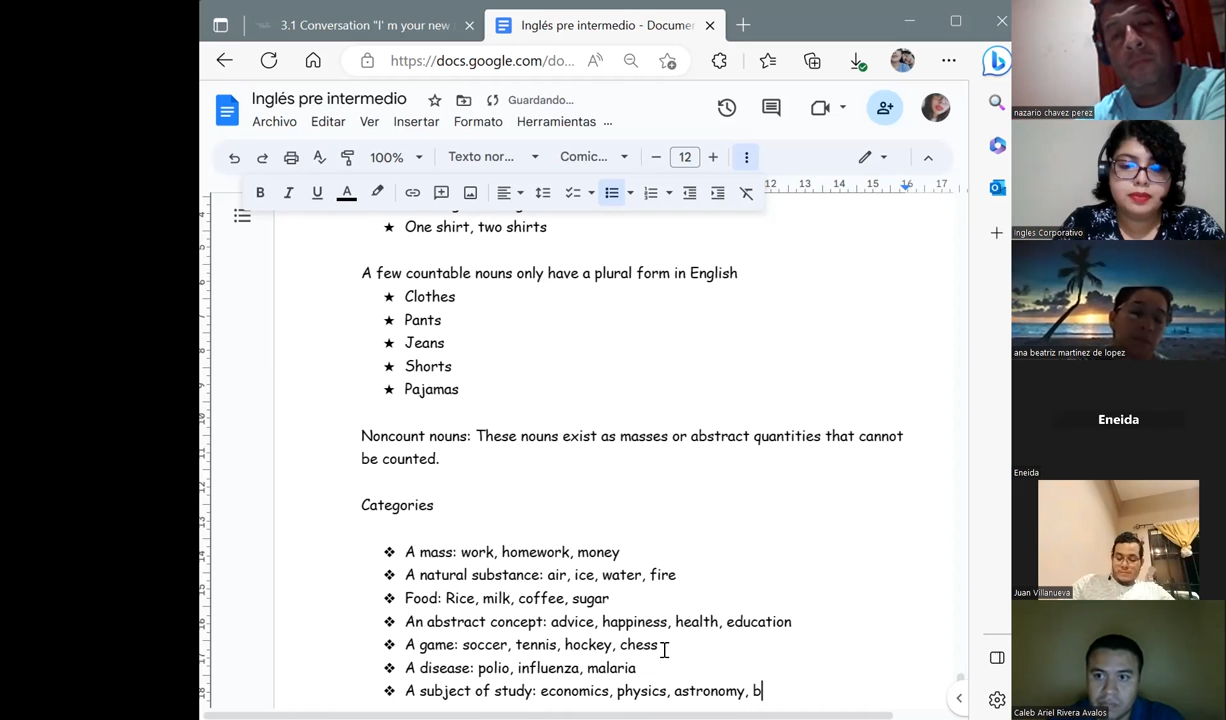 3.1 Conversation "I' m your new
Inglés pre intermedio - Documen
https://docs.google.com/do...
Inglés pre intermedio
Guardando...
Archivo Editar Ver Insertar Formato Herramientas ...
100% Texto nor... Comic... 12
12 13 14 15 16 17
★ One shirt, two shirts
A few countable nouns only have a plural form in English
★ Clothes
★ Pants
★ Jeans
★ Shorts
★ Pajamas
Noncount nouns: These nouns exist as masses or abstract quantities that cannot
be counted.
Categories
❖ A mass: work, homework, money
❖ A natural substance: air, ice, water, fire
❖ Food: Rice, milk, coffee, sugar
❖ An abstract concept: advice, happiness, health, education
❖ A game: soccer, tennis, hockey, chess
❖ A disease: polio, influenza, malaria
❖ A subject of study: economics, physics, astronomy, b
nazario chavez perez
Ingles Corporativo
ana beatriz martinez de lopez
Eneida
Eneida
Juan Villanueva
Caleb Ariel Rivera Avalos